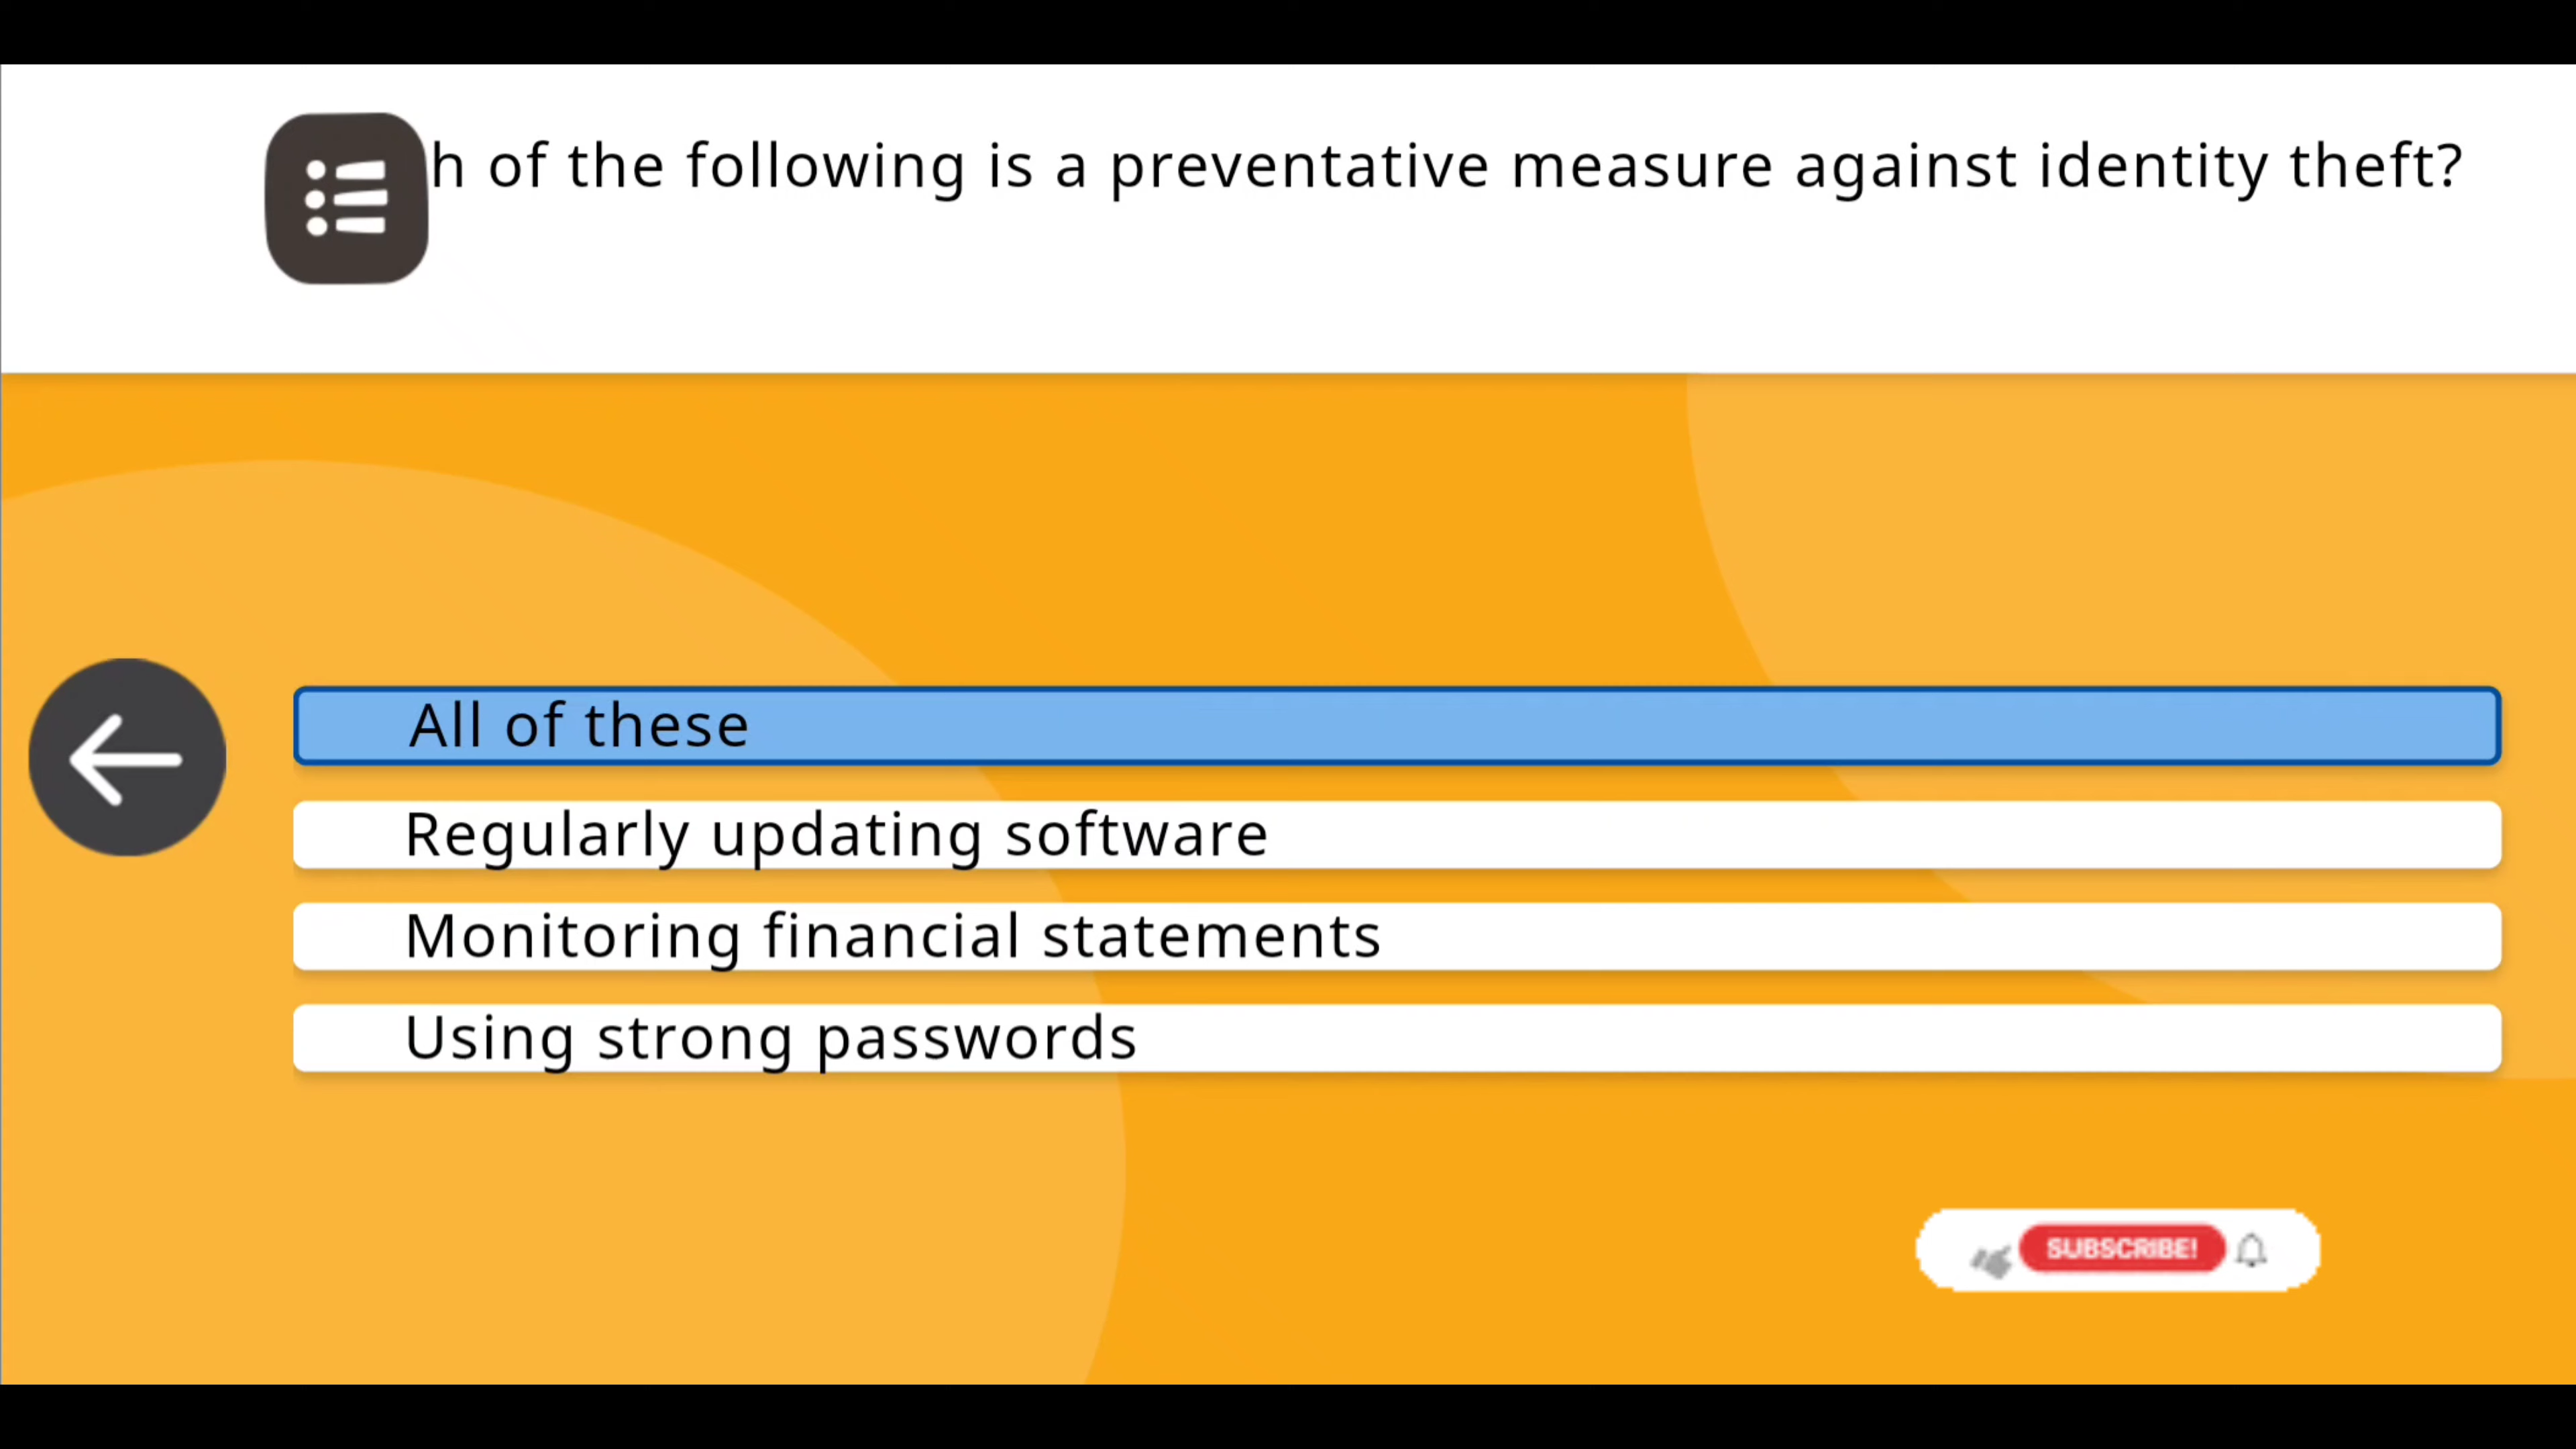 h of the following is a preventative measure against identity theft?
All of these
Regularly updating software
Monitoring financial statements
Using strong passwords
SUBSCRIBE!